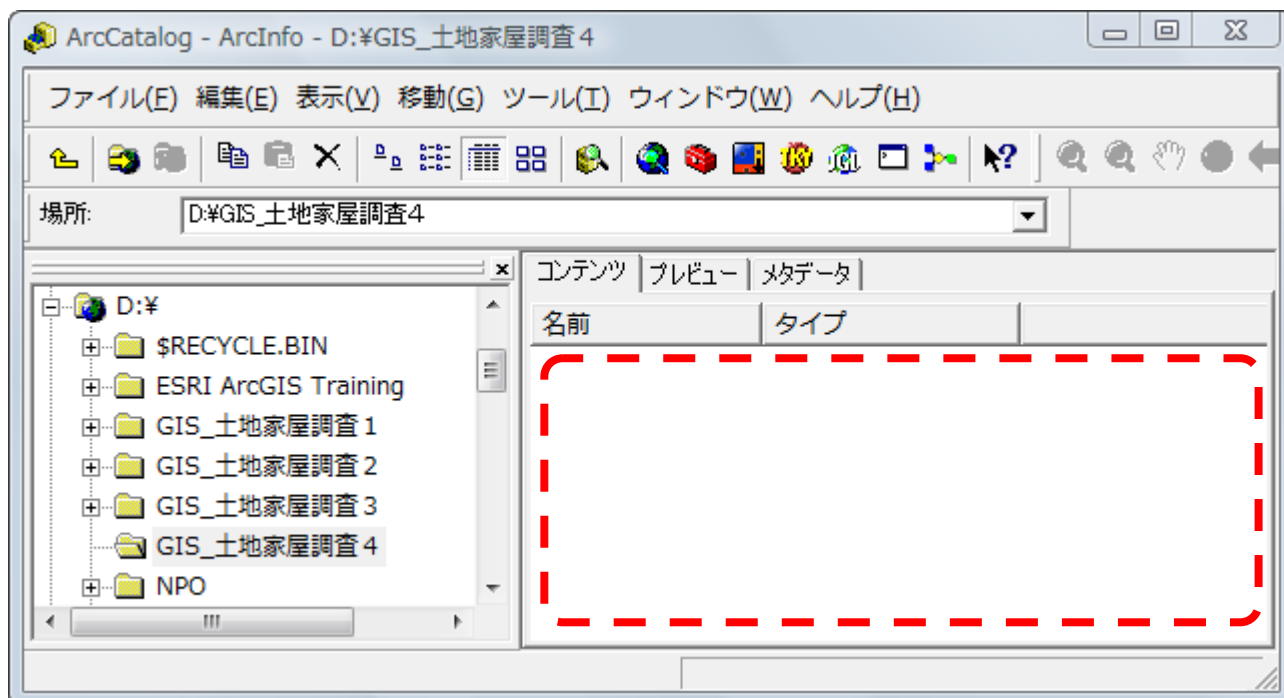 ArcCatalog - ArcInfo - D:¥GIS_土地家屋調査４
ファイル(F) 編集(E) 表示(V) 移動(G) ツール(T) ウィンドウ(W) ヘルプ(H)
場所: D:¥GIS_土地家屋調査4
コンテンツ プレビュー メタデータ
名前 タイプ
D:¥
$RECYCLE.BIN
ESRI ArcGIS Training
GIS_土地家屋調査１
GIS_土地家屋調査２
GIS_土地家屋調査３
GIS_土地家屋調査４
NPO